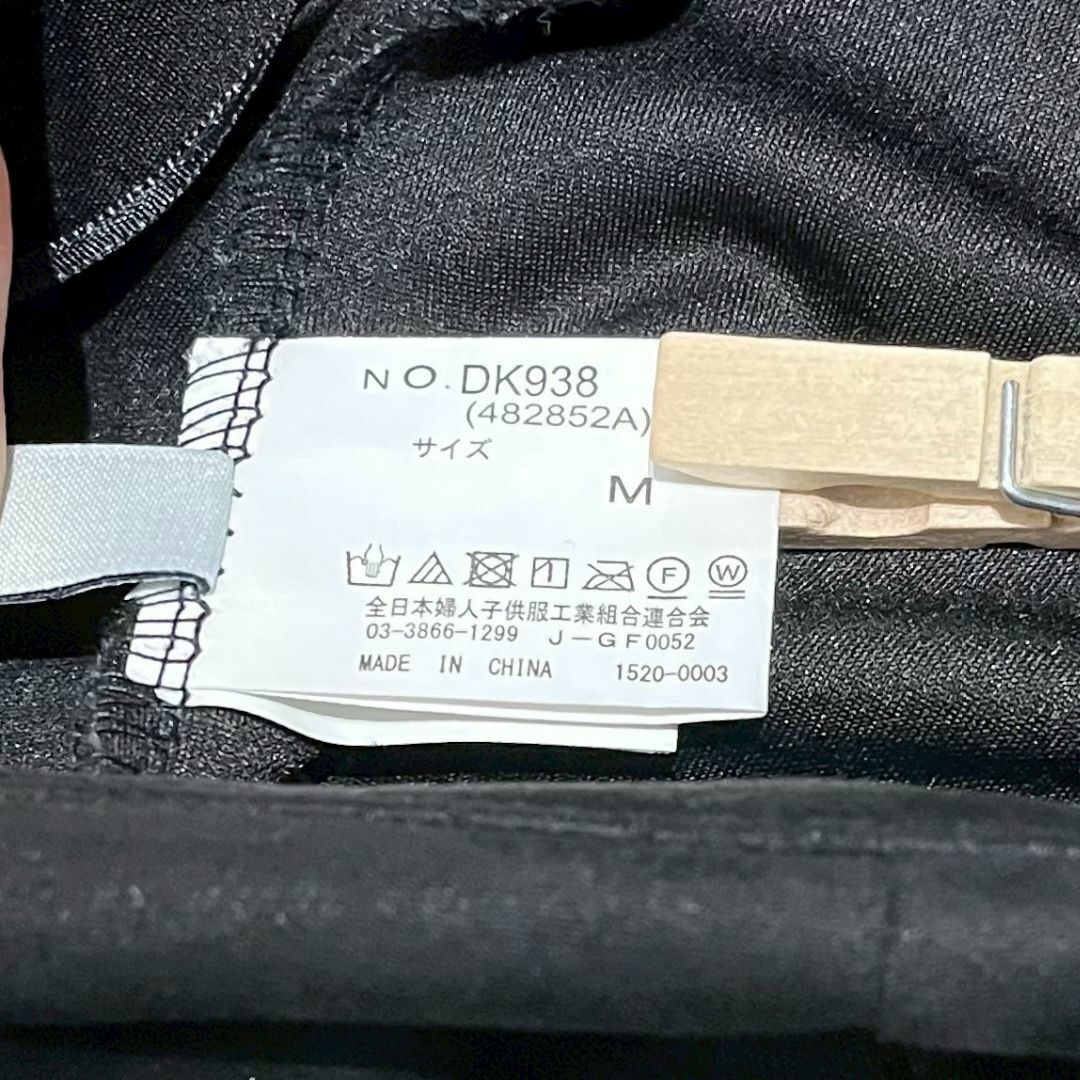 NO.DK938
(482852A)
サイズ
M
F W
全日本婦人子供服工業組合連合会
03-3866-1299 J-GF0052
MADE IN CHINA 1520-0003